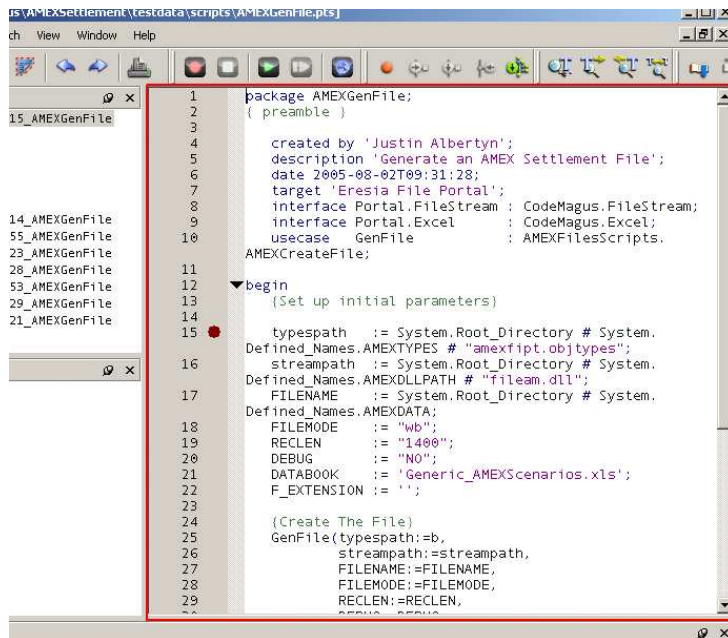 us\AMEXSettlement\testdata\scripts\AMEXGenFile.pts]
ch View Window Help
15_AMEXGenFile
14_AMEXGenFile
55_AMEXGenFile
23_AMEXGenFile
28_AMEXGenFile
53_AMEXGenFile
29_AMEXGenFile
21_AMEXGenFile
1 package AMEXGenFile;
2 { preamble }
3
4 created by 'Justin Albertyn';
5 description 'Generate an AMEX Settlement File';
6 date 2005-08-02T09:31:28;
7 target 'Eresia File Portal';
8 interface Portal.FileStream : CodeMagus.FileStream;
9 interface Portal.Excel : CodeMagus.Excel;
10 usecase GenFile : AMEXFilesScripts.
AMEXCreateFile;
11
12 begin
13 {Set up initial parameters}
14
15 typespath := System.Root_Directory # System.
Defined_Names.AMEXTYPES # "amexfipt.objtypes";
16 streampath := System.Root_Directory # System.
Defined_Names.AMEXDLLPATH # "fileam.dll";
17 FILENAME := System.Root_Directory # System.
Defined_Names.AMEXDATA;
18 FILEMODE := "wb";
19 RECLEN := "1400";
20 DEBUG := "NO";
21 DATABOOK := 'Generic_AMEXScenarios.xls';
22 F_EXTENSION := '';
23
24 {Create The File}
25 GenFile(typespath:=b,
26 streampath:=streampath,
27 FILENAME:=FILENAME,
28 FILEMODE:=FILEMODE,
29 RECLEN:=RECLEN,